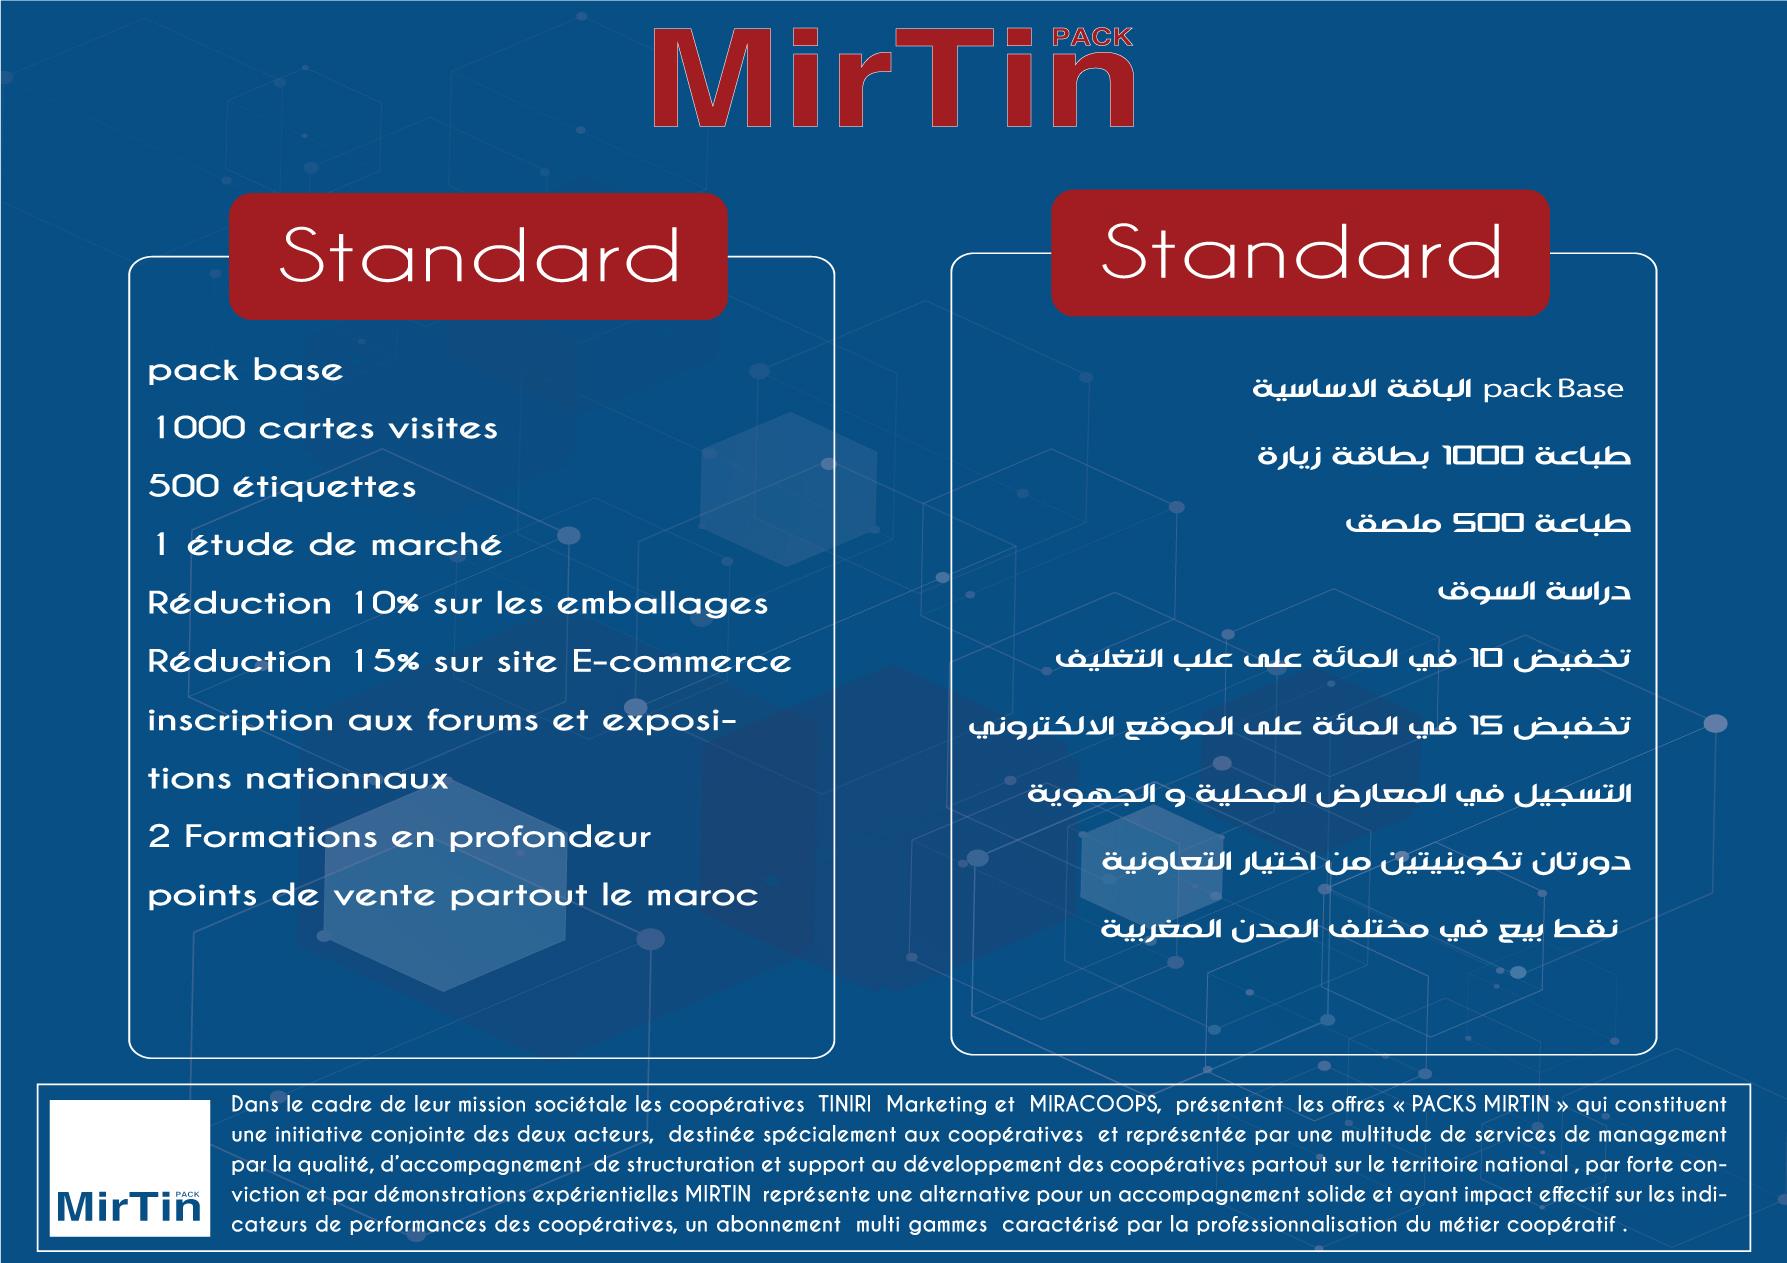 MirTin PACK
Standard
pack base
1000 cartes visites
500 étiquettes
1 étude de marché
Réduction 10% sur les emballages
Réduction 15% sur site E-commerce
inscription aux forums et exposi-
tions nationnaux
2 Formations en profondeur
points de vente partout le maroc
Standard
pack Base الباقة الاساسية
طباعة 1000 بطاقة زيارة
طباعة 500 ملصق
دراسة السوق
تخفيض 10 في المائة على علب التغليف
تخفبض 15 في المائة على الموقع الالكتروني
التسجيل في المعارض المحلية و الجهوية
دورتان تكوينيتين من اختيار التعاونية
نقط بيع في مختلف المدن المغربية
MirTin PACK
Dans le cadre de leur mission sociétale les coopératives TINIRI Marketing et MIRACOOPS, présentent les offres « PACKS MIRTIN » qui constituent
une initiative conjointe des deux acteurs, destinée spécialement aux coopératives et représentée par une multitude de services de management
par la qualité, d'accompagnement de structuration et support au développement des coopératives partout sur le territoire national , par forte con-
viction et par démonstrations expérientielles MIRTIN représente une alternative pour un accompagnement solide et ayant impact effectif sur les indi-
cateurs de performances des coopératives, un abonnement multi gammes caractérisé par la professionnalisation du métier coopératif .